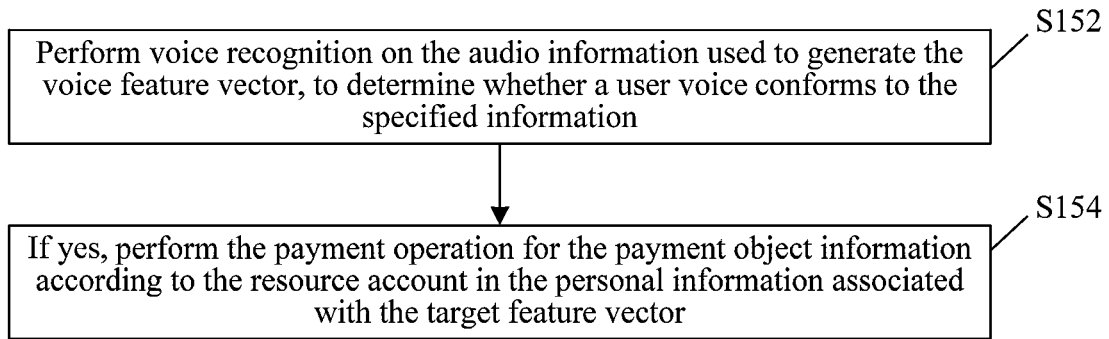 S152
Perform voice recognition on the audio information used to generate the
voice feature vector, to determine whether a user voice conforms to the
specified information
S154
If yes, perform the payment operation for the payment object information
according to the resource account in the personal information associated
with the target feature vector